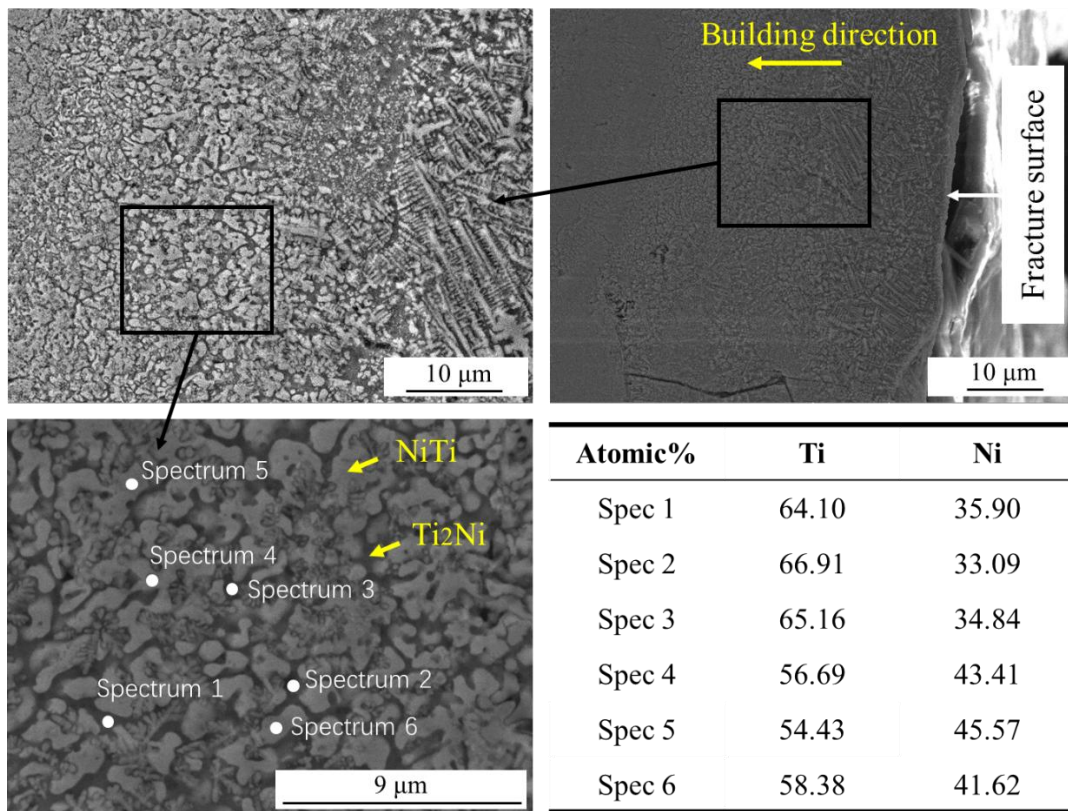 10 μm
Building direction
Fracture surface
10 μm
NiTi
Spectrum 5
Ti2Ni
Spectrum 4
Spectrum 3
Spectrum 1
Spectrum 2
Spectrum 6
9 μm
Atomic% Ti Ni
Spec 1 64.10 35.90
Spec 2 66.91 33.09
Spec 3 65.16 34.84
Spec 4 56.69 43.41
Spec 5 54.43 45.57
Spec 6 58.38 41.62